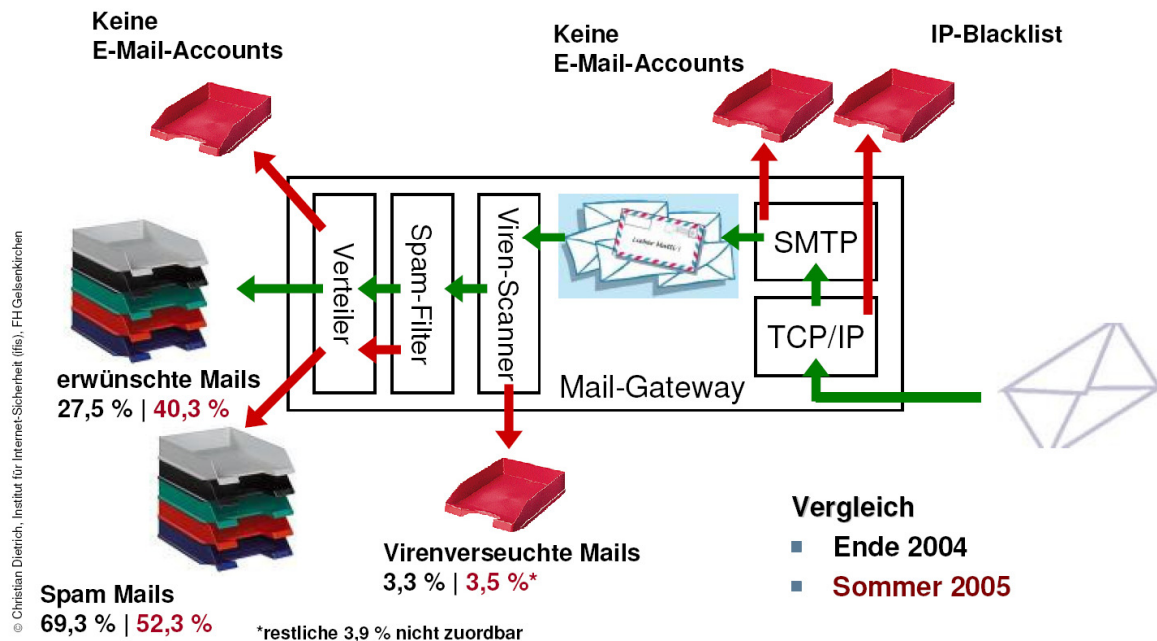 Keine
E-Mail-Accounts
Keine
E-Mail-Accounts
IP-Blacklist
Verteiler
Spam-Filter
Viren-Scanner
Lieber Matti, !
SMTP
TCP/IP
Mail-Gateway
erwünschte Mails
27,5 % | 40,3 %
Spam Mails
69,3 % | 52,3 %
Virenverseuchte Mails
3,3 % | 3,5 %*
*restliche 3,9 % nicht zuordbar
Vergleich
Ende 2004
Sommer 2005
© Christian Dietrich, Institut für Internet-Sicherheit (ifis), FH Gelsenkirchen